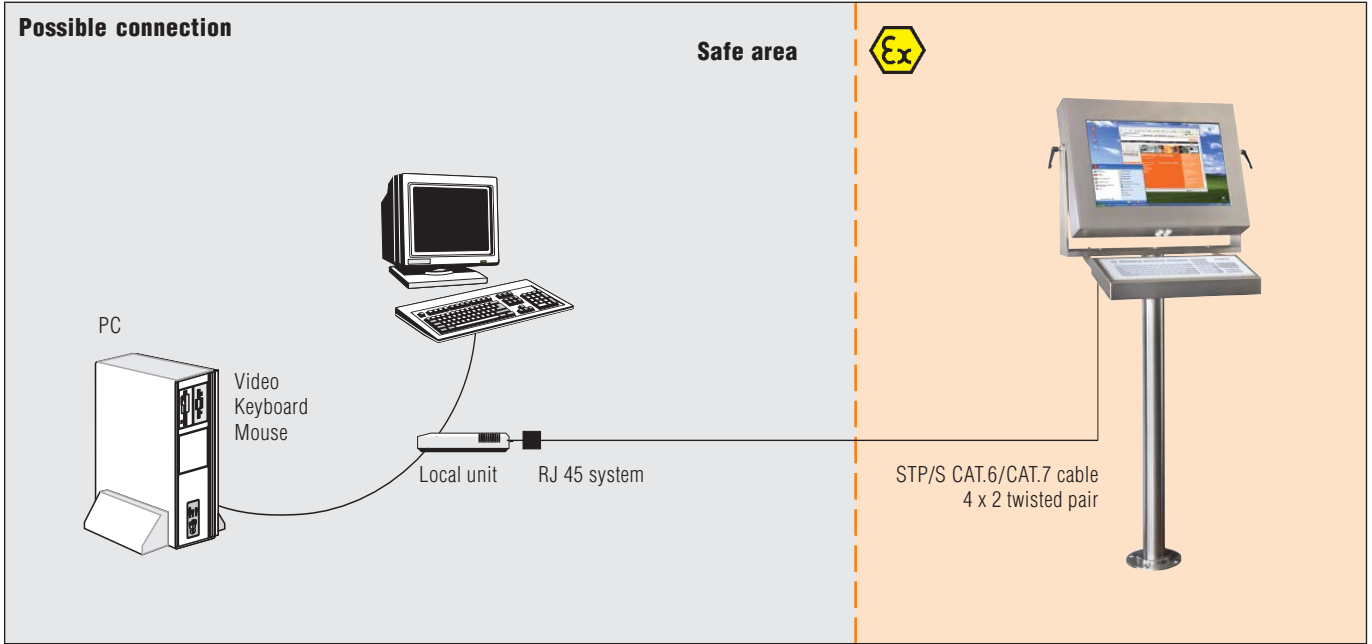 Possible connection
Safe area
Ex
PC
Video
Keyboard
Mouse
Local unit
RJ 45 system
STP/S CAT.6/CAT.7 cable
4 x 2 twisted pair